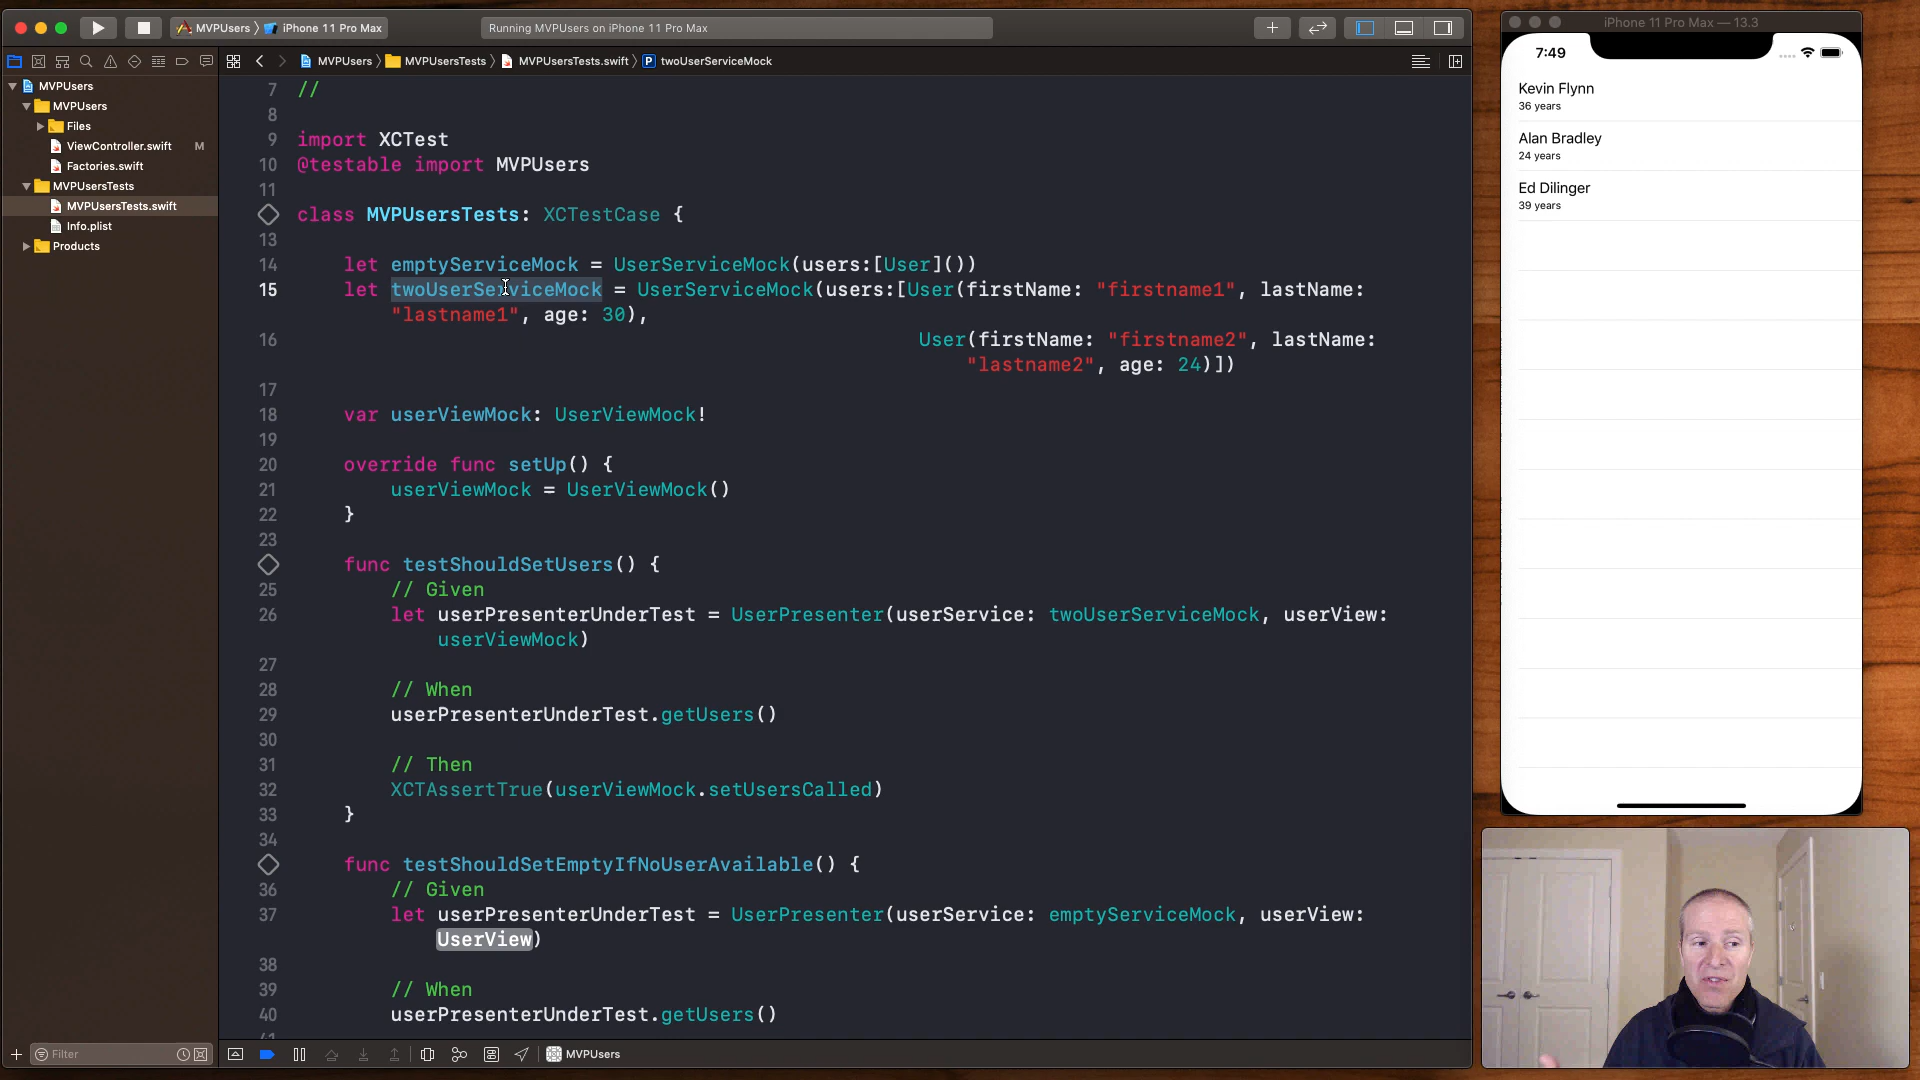 MVPUsers 〉 iPhone 11 Pro Max
Running MVPUsers on iPhone 11 Pro Max
iPhone 11 Pro Max — 13.3
MVPUsers 〉 MVPUsersTests 〉 MVPUsersTests.swift 〉 P twoUserServiceMock
MVPUsers
MVPUsers
Files
ViewController.swift M
Factories.swift
MVPUsersTests
MVPUsersTests.swift
Info.plist
Products
Filter
7 //
8
9 import XCTest
10 @testable import MVPUsers
11
class MVPUsersTests: XCTestCase {
13
14 let emptyServiceMock = UserServiceMock(users:[User]())
15 let twoUserServiceMock = UserServiceMock(users:[User(firstName: "firstname1", lastName:
"lastname1", age: 30),
16 User(firstName: "firstname2", lastName:
"lastname2", age: 24)])
17
18 var userViewMock: UserViewMock!
19
20 override func setUp() {
21 userViewMock = UserViewMock()
22 }
23
func testShouldSetUsers() {
25 // Given
26 let userPresenterUnderTest = UserPresenter(userService: twoUserServiceMock, userView:
userViewMock)
27
28 // When
29 userPresenterUnderTest.getUsers()
30
31 // Then
32 XCTAssertTrue(userViewMock.setUsersCalled)
33 }
34
func testShouldSetEmptyIfNoUserAvailable() {
36 // Given
37 let userPresenterUnderTest = UserPresenter(userService: emptyServiceMock, userView:
UserView)
38
39 // When
40 userPresenterUnderTest.getUsers()
41
MVPUsers
7:49
Kevin Flynn
36 years
Alan Bradley
24 years
Ed Dilinger
39 years